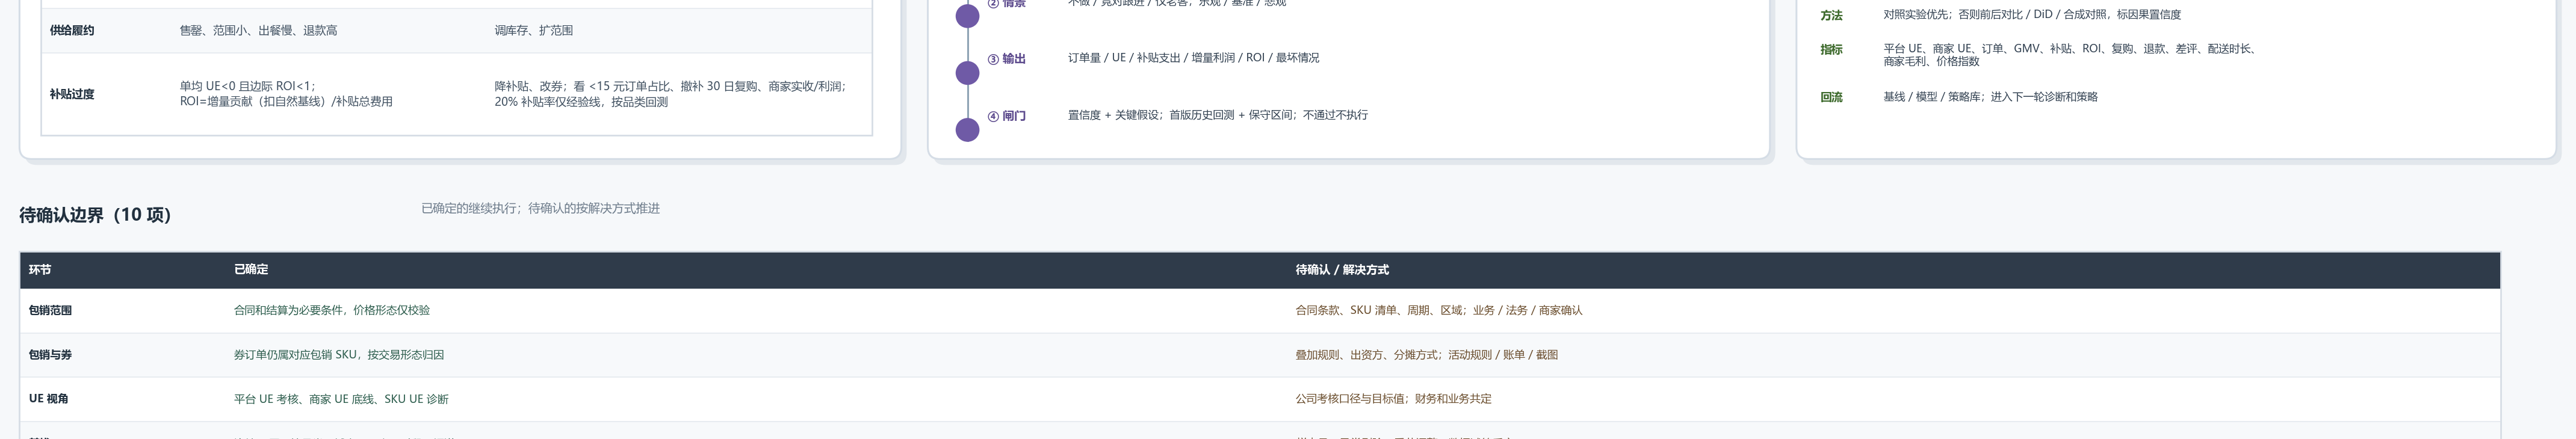 供给履约 售罄、范围小、出餐慢、退款高 调库存、扩范围
补贴过度 单均 UE<0 且边际 ROI<1；
ROI=增量贡献（扣自然基线）/补贴总费用
降补贴、改券；看 <15 元订单占比、撤补 30 日复购、商家实收/利润；
20% 补贴率仅经验线，按品类回测
② 情景 不做 / 竞对跟进 / 仅老客；乐观 / 基准 / 悲观
③ 输出 订单量 / UE / 补贴支出 / 增量利润 / ROI / 最坏情况
④ 闸门 置信度 + 关键假设；首版历史回测 + 保守区间；不通过不执行
方法 对照实验优先；否则前后对比 / DiD / 合成对照，标因果置信度
指标 平台 UE、商家 UE、订单、GMV、补贴、ROI、复购、退款、差评、配送时长、
商家毛利、价格指数
回流 基线 / 模型 / 策略库；进入下一轮诊断和策略
待确认边界（10 项） 已确定的继续执行；待确认的按解决方式推进
环节 已确定 待确认 / 解决方式
包销范围 合同和结算为必要条件，价格形态仅校验 合同条款、SKU 清单、周期、区域；业务 / 法务 / 商家确认
包销与券 券订单仍属对应包销 SKU，按交易形态归因 叠加规则、出资方、分摊方式；活动规则 / 账单 / 截图
UE 视角 平台 UE 考核、商家 UE 底线、SKU UE 诊断 公司考核口径与目标值；财务和业务共定